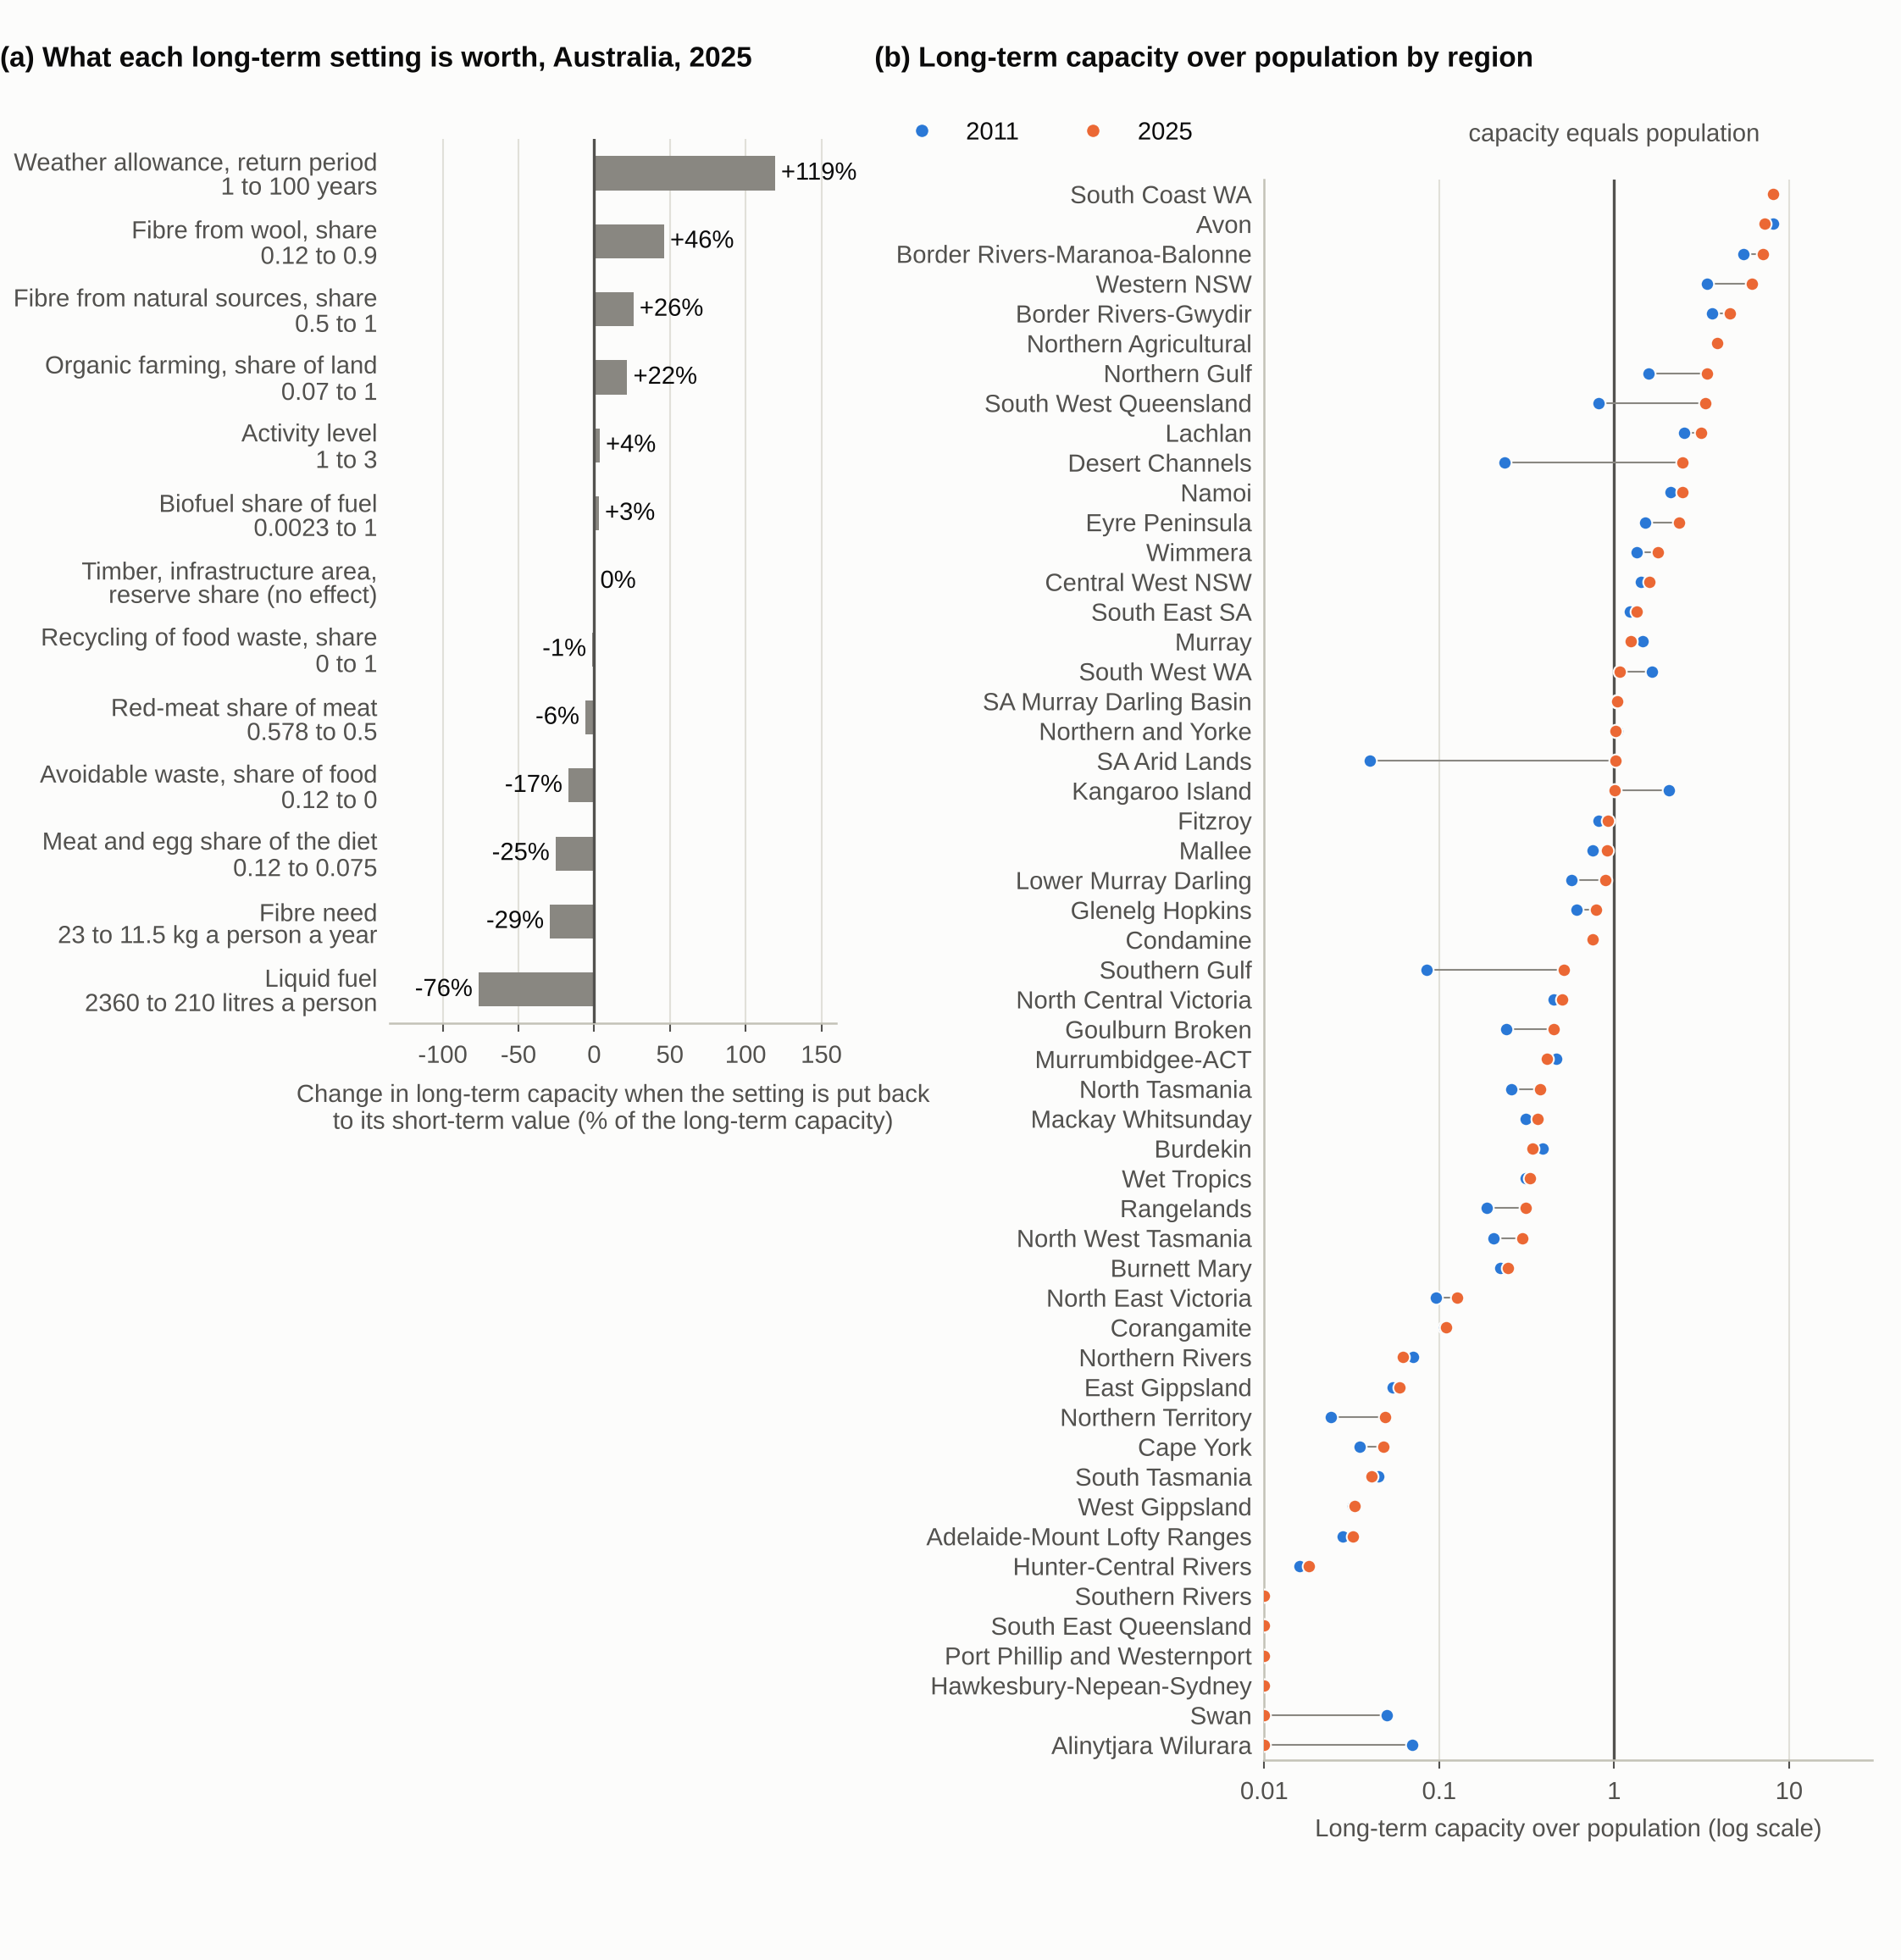 (a) What each long-term setting is worth, Australia, 2025
Weather allowance, return period
1 to 100 years
+119%
Fibre from wool, share
0.12 to 0.9
+46%
Fibre from natural sources, share
0.5 to 1
+26%
Organic farming, share of land
0.07 to 1
+22%
Activity level
1 to 3
+4%
Biofuel share of fuel
0.0023 to 1
+3%
Timber, infrastructure area,
reserve share (no effect)
0%
Recycling of food waste, share
0 to 1
-1%
Red-meat share of meat
0.578 to 0.5
-6%
Avoidable waste, share of food
0.12 to 0
-17%
Meat and egg share of the diet
0.12 to 0.075
-25%
Fibre need
23 to 11.5 kg a person a year
-29%
Liquid fuel
2360 to 210 litres a person
-76%
-100 -50 0 50 100 150
Change in long-term capacity when the setting is put back
to its short-term value (% of the long-term capacity)
(b) Long-term capacity over population by region
2011 2025
capacity equals population
South Coast WA
Avon
Border Rivers-Maranoa-Balonne
Western NSW
Border Rivers-Gwydir
Northern Agricultural
Northern Gulf
South West Queensland
Lachlan
Desert Channels
Namoi
Eyre Peninsula
Wimmera
Central West NSW
South East SA
Murray
South West WA
SA Murray Darling Basin
Northern and Yorke
SA Arid Lands
Kangaroo Island
Fitzroy
Mallee
Lower Murray Darling
Glenelg Hopkins
Condamine
Southern Gulf
North Central Victoria
Goulburn Broken
Murrumbidgee-ACT
North Tasmania
Mackay Whitsunday
Burdekin
Wet Tropics
Rangelands
North West Tasmania
Burnett Mary
North East Victoria
Corangamite
Northern Rivers
East Gippsland
Northern Territory
Cape York
South Tasmania
West Gippsland
Adelaide-Mount Lofty Ranges
Hunter-Central Rivers
Southern Rivers
South East Queensland
Port Phillip and Westernport
Hawkesbury-Nepean-Sydney
Swan
Alinytjara Wilurara
0.01 0.1 1 10
Long-term capacity over population (log scale)